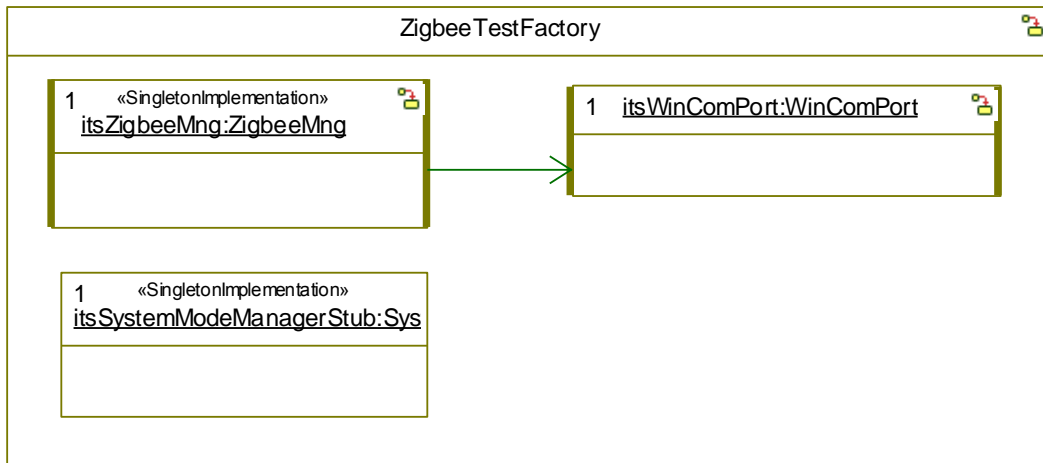 ZigbeeTestFactory
1 «SingletonImplementation»
itsZigbeeMng:ZigbeeMng
1 itsWinComPort:WinComPort
1 «SingletonImplementation»
itsSystemModeManagerStub:Sys